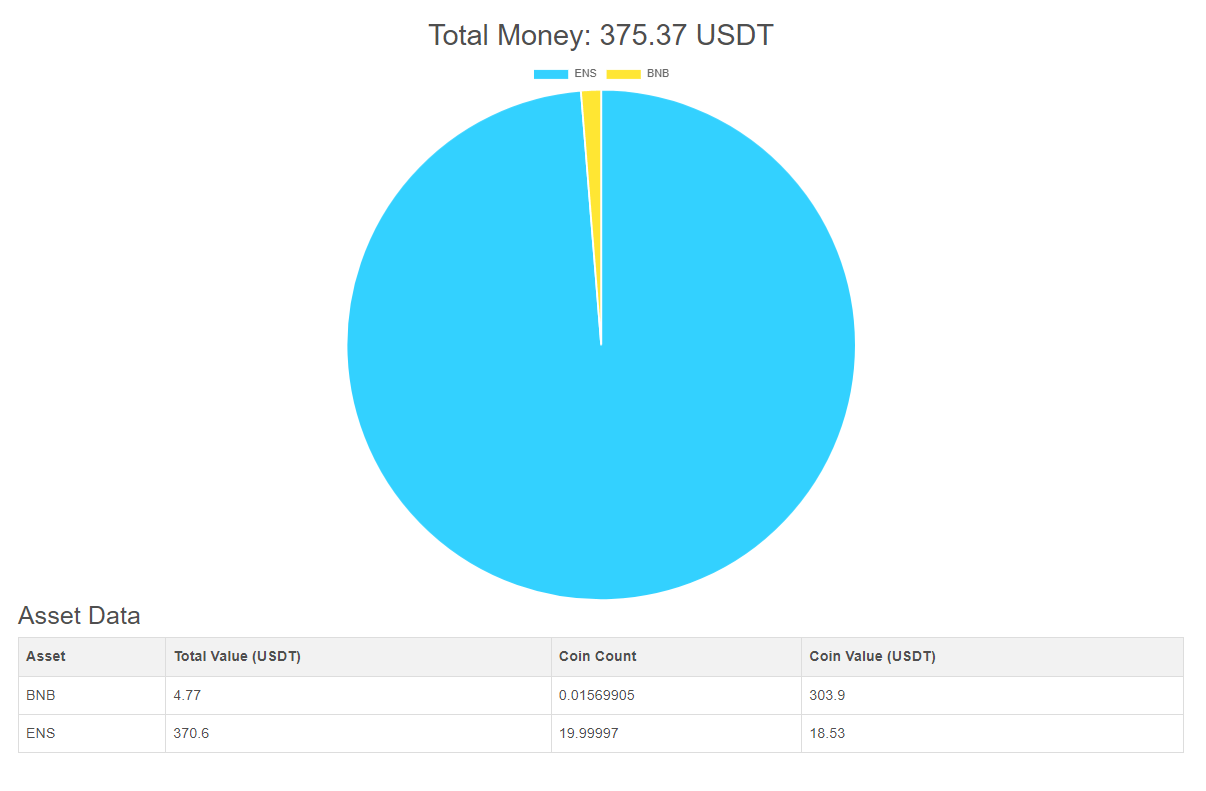 Total Money: 375.37 USDT
ENS BNB
Asset Data
Asset Total Value (USDT) Coin Count Coin Value (USDT)
BNB 4.77 0.01569905 303.9
ENS 370.6 19.99997 18.53